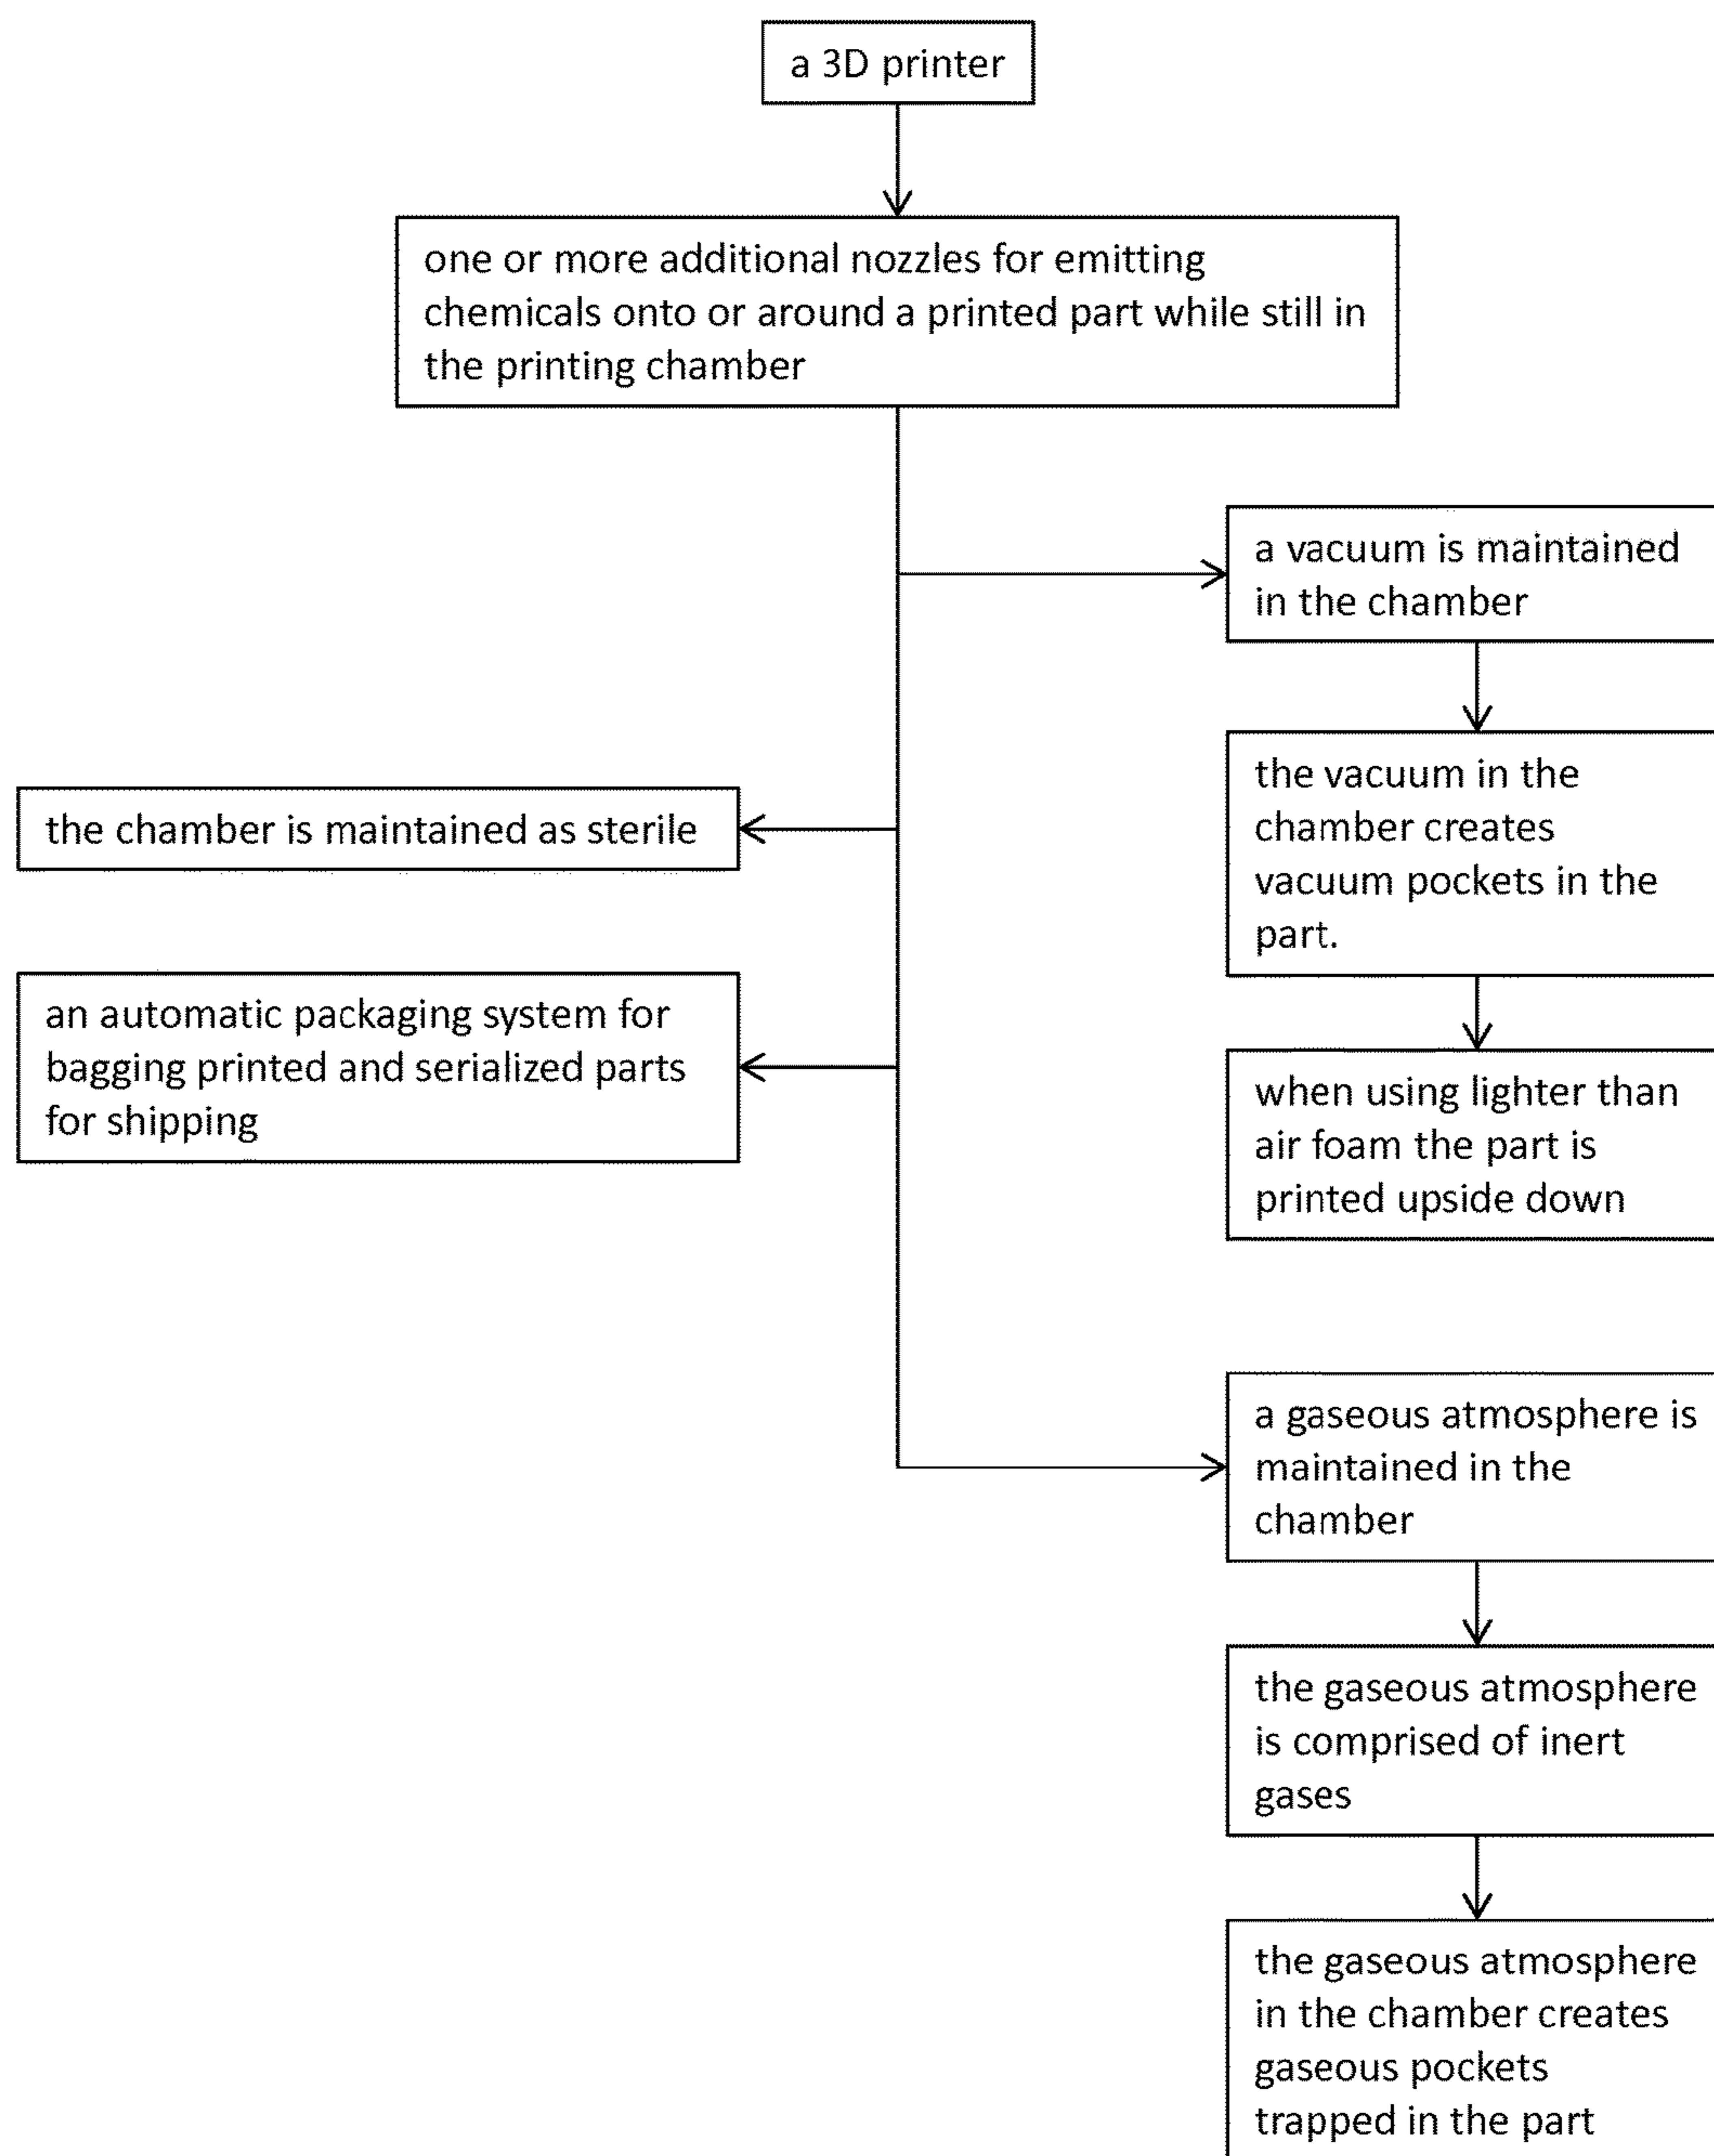 a 3D printer
one or more additional nozzles for emitting
chemicals onto or around a printed part while still in
the printing chamber
a vacuum is maintained
in the chamber
the vacuum in the
chamber creates
vacuum pockets in the
part.
the chamber is maintained as sterile
an automatic packaging system for
bagging printed and serialized parts
for shipping
when using lighter than
air foam the part is
printed upside down
a gaseous atmosphere is
maintained in the
chamber
the gaseous atmosphere
is comprised of inert
gases
the gaseous atmosphere
in the chamber creates
gaseous pockets
trapped in the part